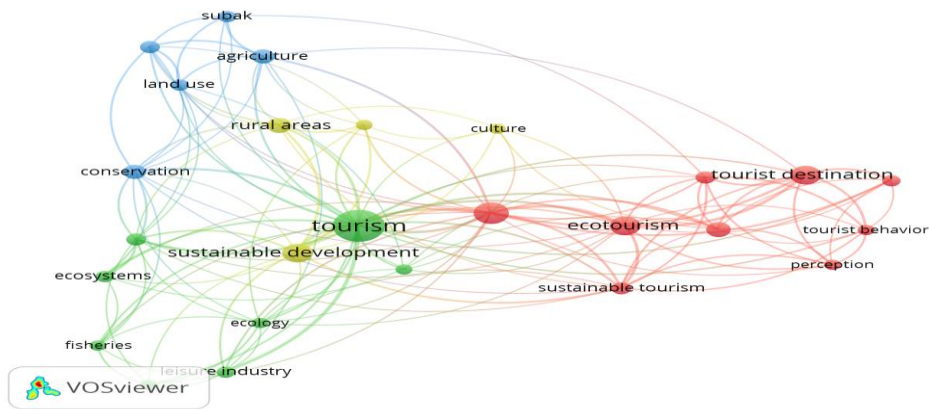 subak
agriculture
land use
rural areas
culture
conservation
tourist destination
tourism
ecotourism
tourist behavior
sustainable development
perception
ecosystems
sustainable tourism
ecology
fisheries
leisure industry
VOSviewer